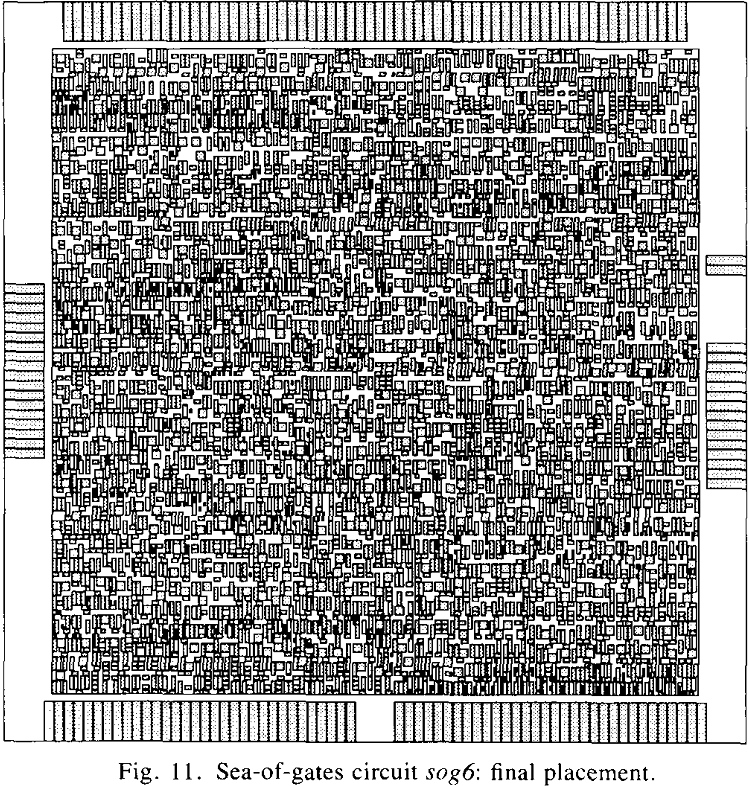 Fig. 11. Sea-of-gates circuit sog6: final placement.